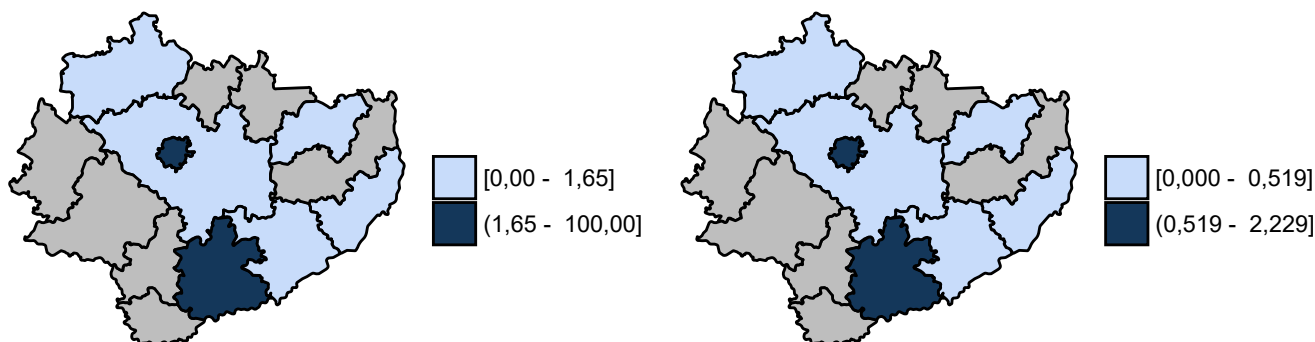 [0,00 -  1,65]
(1,65 -  100,00]
[0,000 -  0,519]
(0,519 -  2,229]